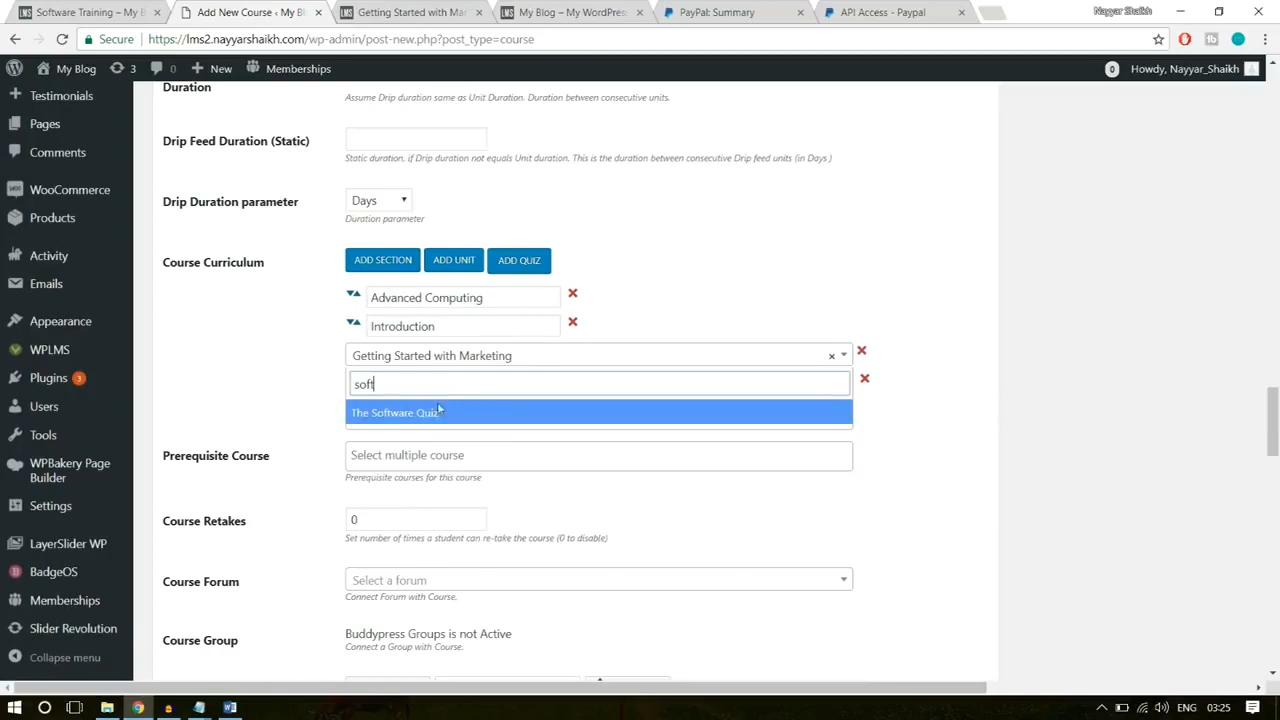 Software Training – My B
Add New Course ‹ My Bl
Getting Started with Mar
My Blog – My WordPress
PayPal: Summary
API Access - Paypal
Nayyar Shaikh
Secure
https://lms2.nayyarshaikh.com/wp-admin/post-new.php?post_type=course
My Blog
3
0
New
Memberships
0
Howdy, Nayyar_Shaikh
Testimonials
Pages
Comments
WooCommerce
Products
Activity
Emails
Appearance
WPLMS
Plugins 3
Users
Tools
WPBakery Page
Builder
Settings
LayerSlider WP
BadgeOS
Memberships
Slider Revolution
Collapse menu
Duration
Assume Drip duration same as Unit Duration. Duration between consecutive units.
Drip Feed Duration (Static)
Static duration, if Drip duration not equals Unit duration. This is the duration between consecutive Drip feed units (in Days )
Drip Duration parameter
Days
Duration parameter
Course Curriculum
ADD SECTION
ADD UNIT
ADD QUIZ
Advanced Computing
Introduction
Getting Started with Marketing
soft
The Software Quiz
Prerequisite Course
Select multiple course
Prerequisite courses for this course
Course Retakes
0
Set number of times a student can re-take the course (0 to disable)
Course Forum
Select a forum
Connect Forum with Course.
Course Group
Buddypress Groups is not Active
Connect a Group with Course.
ENG
03:25